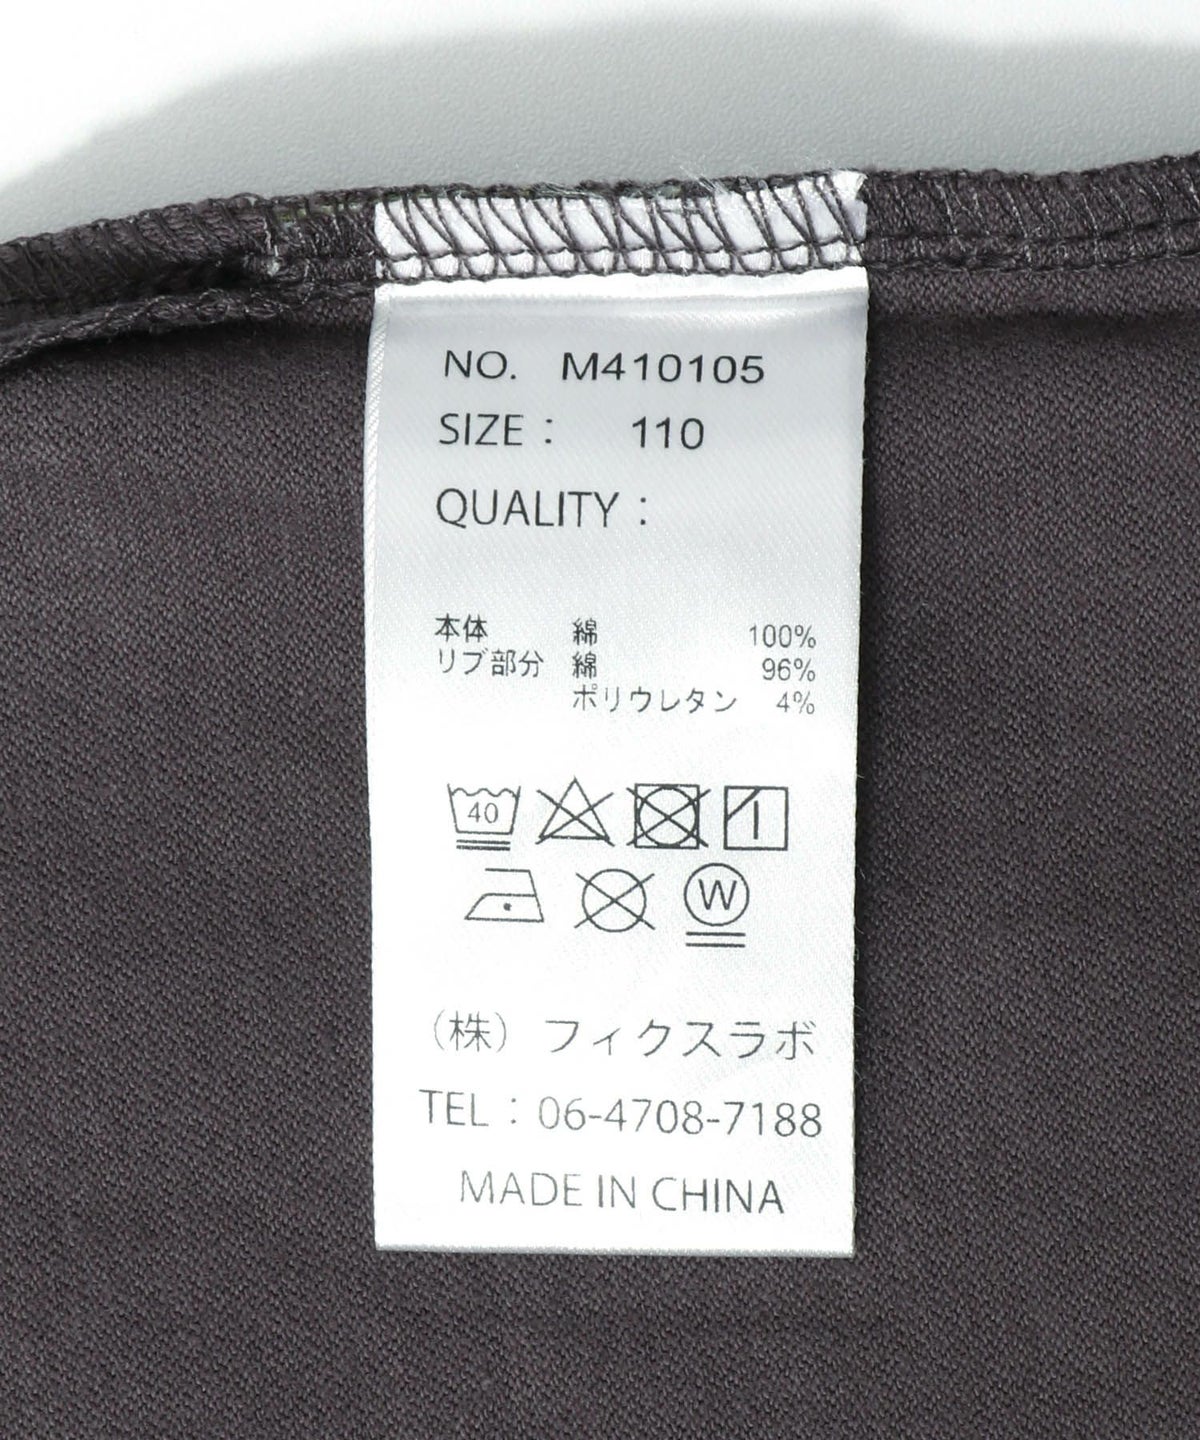 NO. M410105
SIZE： 110
QUALITY：
本体 綿 100%
リブ部分 綿 96%
ポリウレタン 4%
40
W
（株）フィクスラボ
TEL：06-4708-7188
MADE IN CHINA